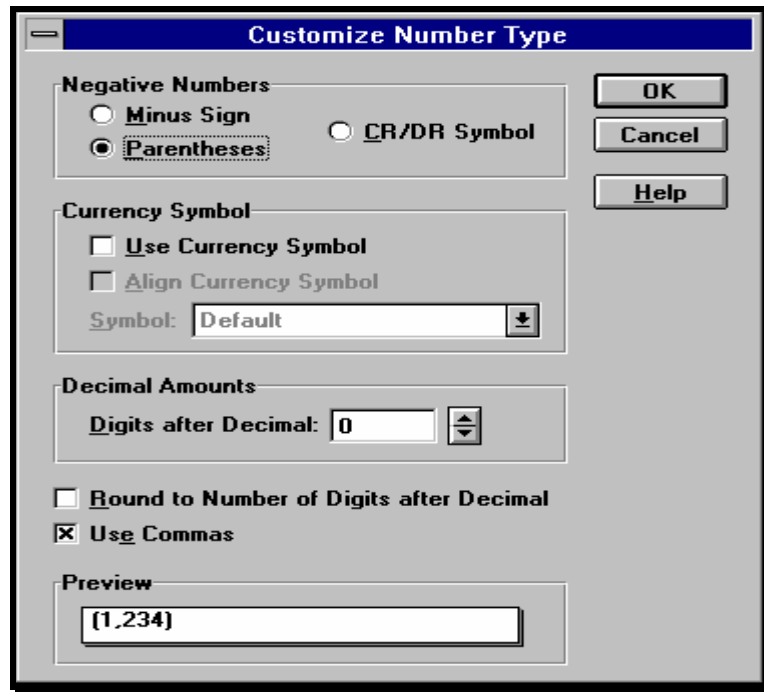 Customize Number Type
Negative Numbers
Minus Sign
Parentheses
CR/DR Symbol
OK
Cancel
Help
Currency Symbol
Use Currency Symbol
Align Currency Symbol
Symbol: Default
Decimal Amounts
Digits after Decimal: 0
Round to Number of Digits after Decimal
Use Commas
Preview
(1,234)